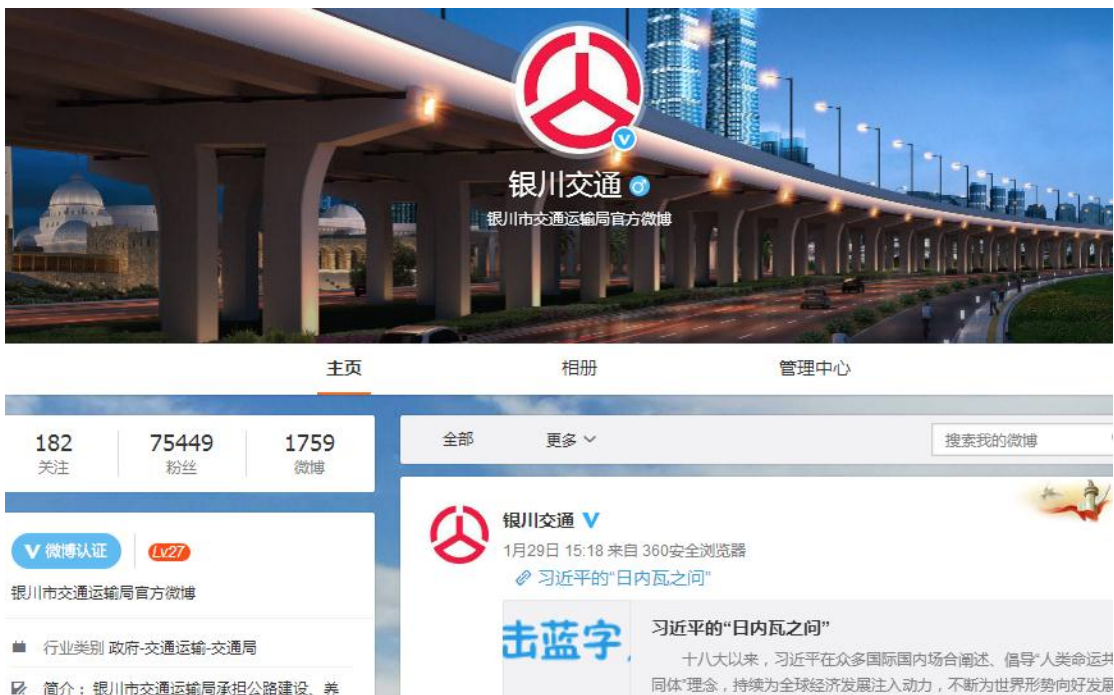 银川交通
银川市交通运输局官方微博
主页 相册 管理中心
182 75449 1759
关注 粉丝 微博
全部 更多
搜索我的微博
V 微博认证 Lv.27
银川市交通运输局官方微博
行业类别 政府-交通运输-交通局
简介：银川市交通运输局承担公路建设、养
银川交通 V
1月29日 15:18 来自 360安全浏览器
习近平的“日内瓦之问”
击蓝字
习近平的“日内瓦之问”
十八大以来，习近平在众多国际国内场合阐述、倡导“人类命运共
同体”理念，持续为全球经济发展注入动力，不断为世界形势向好发展